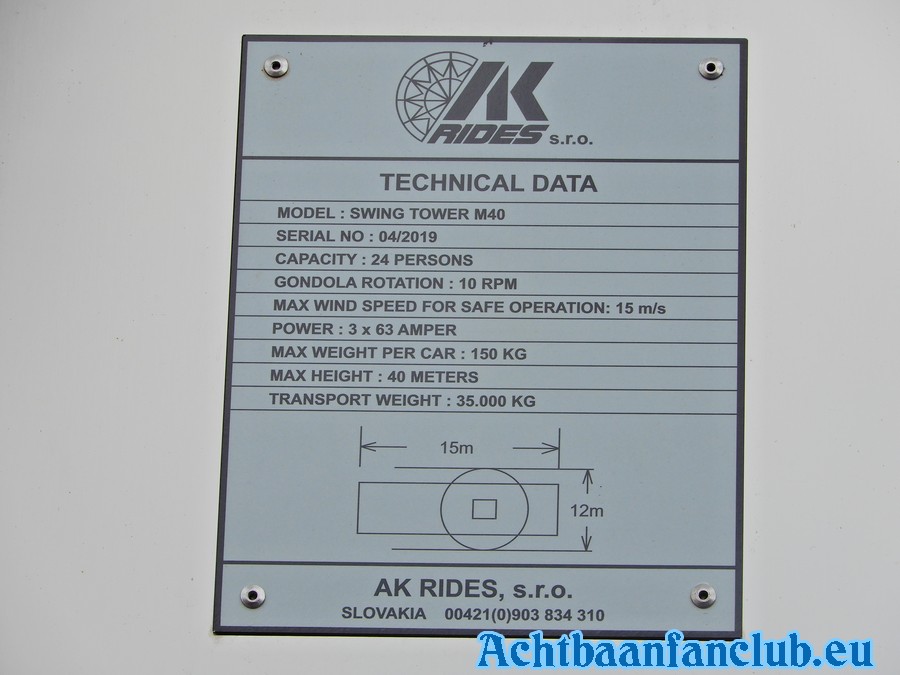 AK
RIDES s.r.o.
TECHNICAL DATA
MODEL : SWING TOWER M40
SERIAL NO : 04/2019
CAPACITY : 24 PERSONS
GONDOLA ROTATION : 10 RPM
MAX WIND SPEED FOR SAFE OPERATION: 15 m/s
POWER : 3 x 63 AMPER
MAX WEIGHT PER CAR : 150 KG
MAX HEIGHT : 40 METERS
TRANSPORT WEIGHT : 35.000 KG
15m
12m
AK RIDES, s.r.o.
SLOVAKIA 00421(0)903 834 310
Achtbaanfanclub.eu